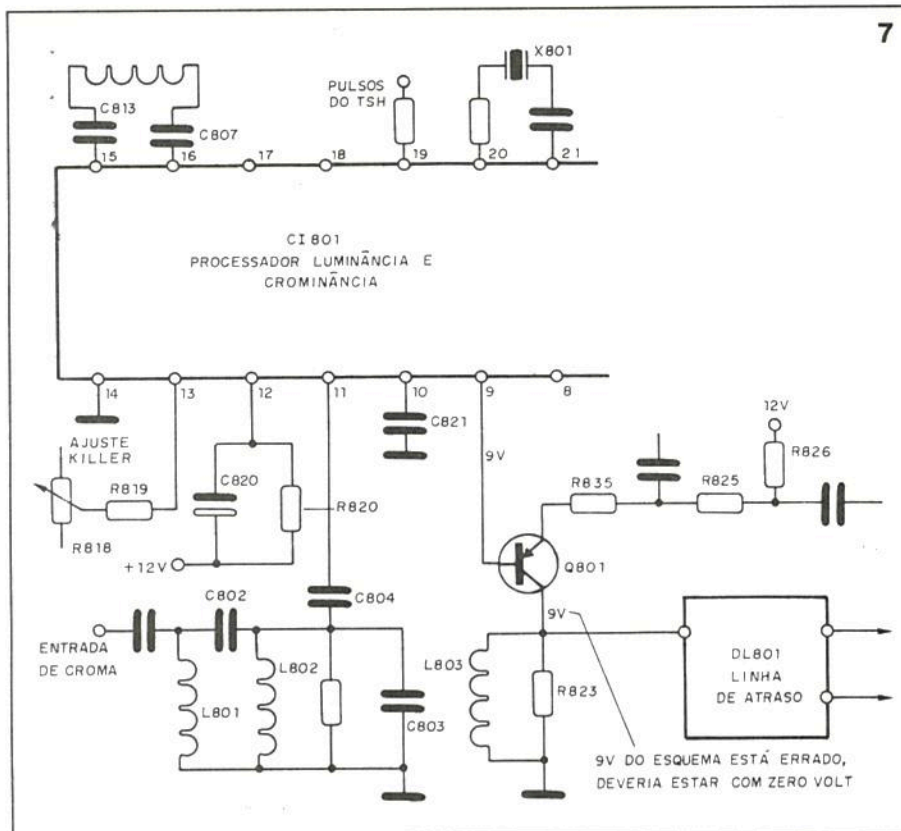 7
X801
C813
C807
PULSOS
DO TSH
15
16
17
18
19
20
21
CI801
PROCESSADOR LUMINÂNCIA E
CROMINÂNCIA
14
13
12
11
10
9
8
AJUSTE
KILLER
R819
R818
C820
R820
+12V
C821
9V
12V
R826
R835
R825
Q801
C804
C802
ENTRADA
DE CROMA
L801
L802
C803
9V
L803
R823
DL801
LINHA
DE ATRASO
9V DO ESQUEMA ESTÁ ERRADO,
DEVERIA ESTAR COM ZERO VOLT